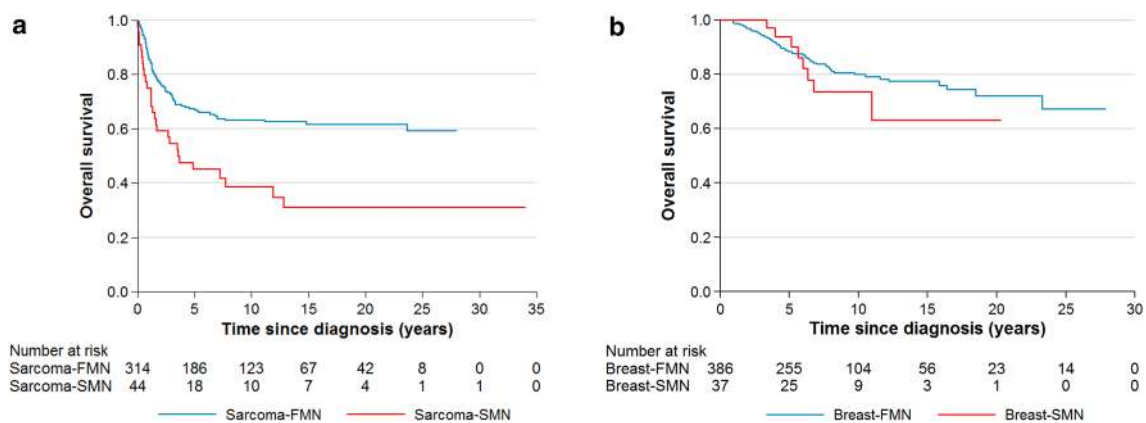 a
Overall survival
1.0
0.8
0.6
0.4
0.2
0.0
0 5 10 15 20 25 30 35
Time since diagnosis (years)
Number at risk
Sarcoma-FMN 314 186 123 67 42 8 0 0
Sarcoma-SMN 44 18 10 7 4 1 1 0
Sarcoma-FMN Sarcoma-SMN
b
Overall survival
1.0
0.8
0.6
0.4
0.2
0.0
0 5 10 15 20 25 30
Time since diagnosis (years)
Number at risk
Breast-FMN 386 255 104 56 23 14 0
Breast-SMN 37 25 9 3 1 0 0
Breast-FMN Breast-SMN